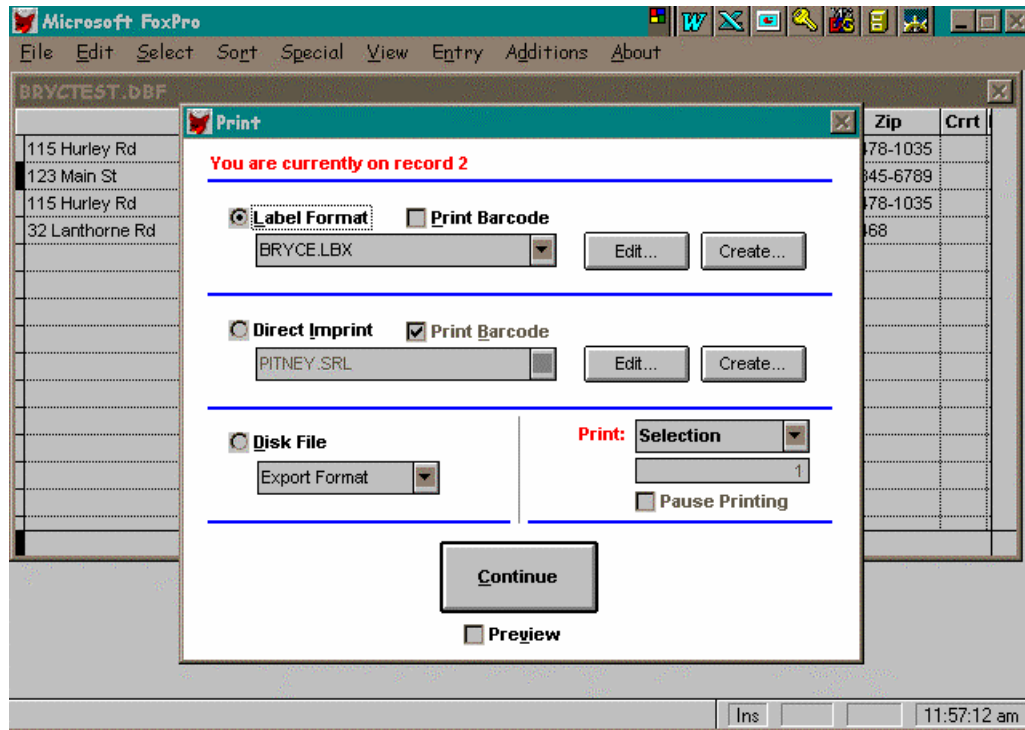 Microsoft FoxPro
File Edit Select Sort Special View Entry Additions About
BRYCTEST.DBF
Print
Zip Crrt
You are currently on record 2
115 Hurley Rd 478-1035
123 Main St 345-6789
115 Hurley Rd 478-1035
32 Lanthorne Rd 468
Label Format Print Barcode
BRYCE.LBX Edit... Create...
Direct Imprint Print Barcode
PITNEY.SRL Edit... Create...
Disk File Print: Selection
Export Format 1
Pause Printing
Continue
Preview
Ins 11:57:12 am